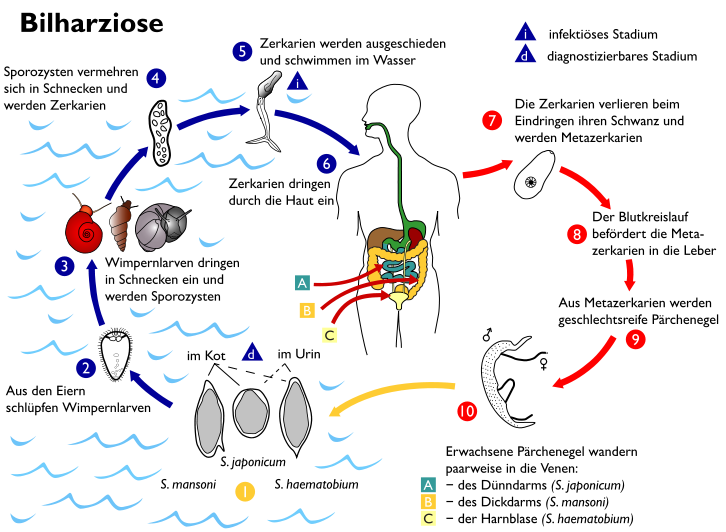 Bilharziose
i infektiöses Stadium
d diagnostizierbares Stadium
5 Zerkarien werden ausgeschieden
und schwimmen im Wasser
i
4
Sporozysten vermehren
sich in Schnecken und
werden Zerkarien
6
Zerkarien dringen
durch die Haut ein
7
Die Zerkarien verlieren beim
Eindringen ihren Schwanz und
werden Metazerkarien
8
Der Blutkreislauf
befördert die Meta-
zerkarien in die Leber
3
Wimpernlarven dringen
in Schnecken ein und
werden Sporozysten
A
B
C
Aus Metazerkarien werden
geschlechtsreife Pärchenegel
9
♂
♀
2
Aus den Eiern
schlüpfen Wimpernlarven
im Kot
d
im Urin
S. japonicum
S. mansoni
1
S. haematobium
10
Erwachsene Pärchenegel wandern
paarweise in die Venen:
A – des Dünndarms (S. japonicum)
B – des Dickdarms (S. mansoni)
C – der Harnblase (S. haematobium)